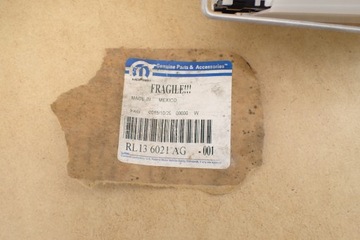 Genuine Parts & Accessories
FRAGILE!!!
MADE IN MEXICO
RL13 6021 AG -001